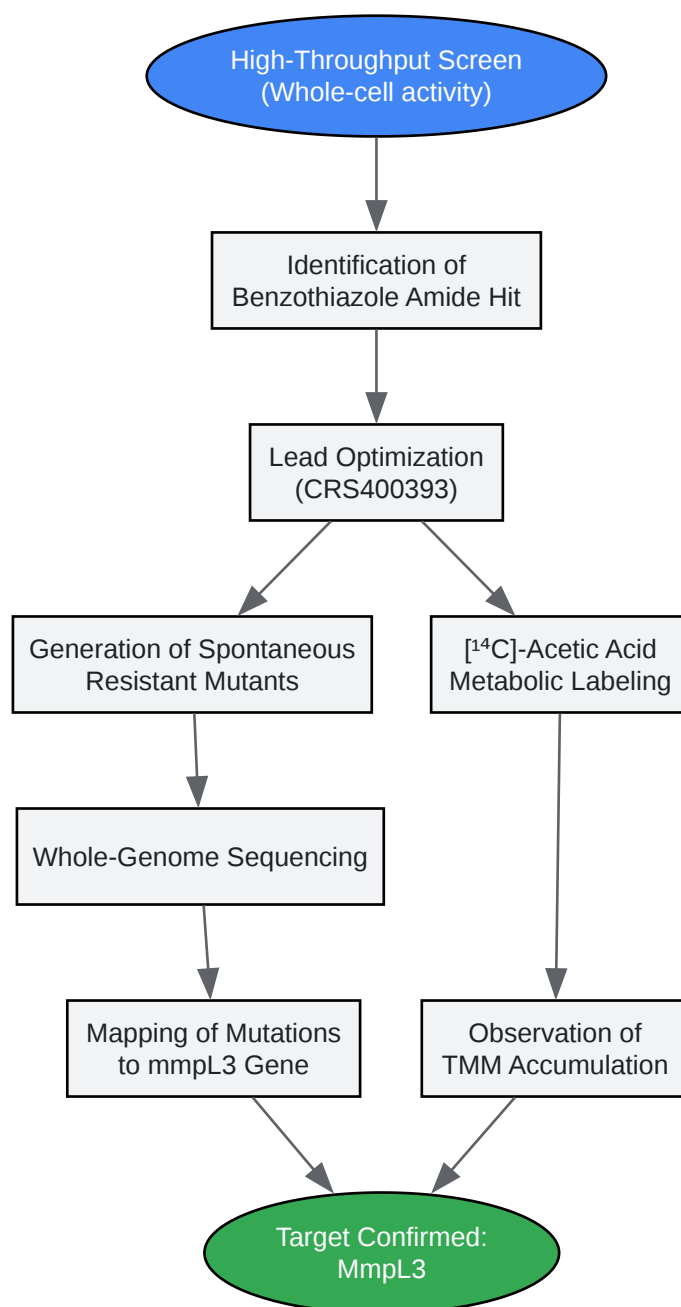 High-Throughput Screen
(Whole-cell activity)
Identification of
Benzothiazole Amide Hit
Lead Optimization
(CRS400393)
Generation of Spontaneous
Resistant Mutants
[¹⁴C]-Acetic Acid
Metabolic Labeling
Whole-Genome Sequencing
Mapping of Mutations
to mmpL3 Gene
Observation of
TMM Accumulation
Target Confirmed:
MmpL3